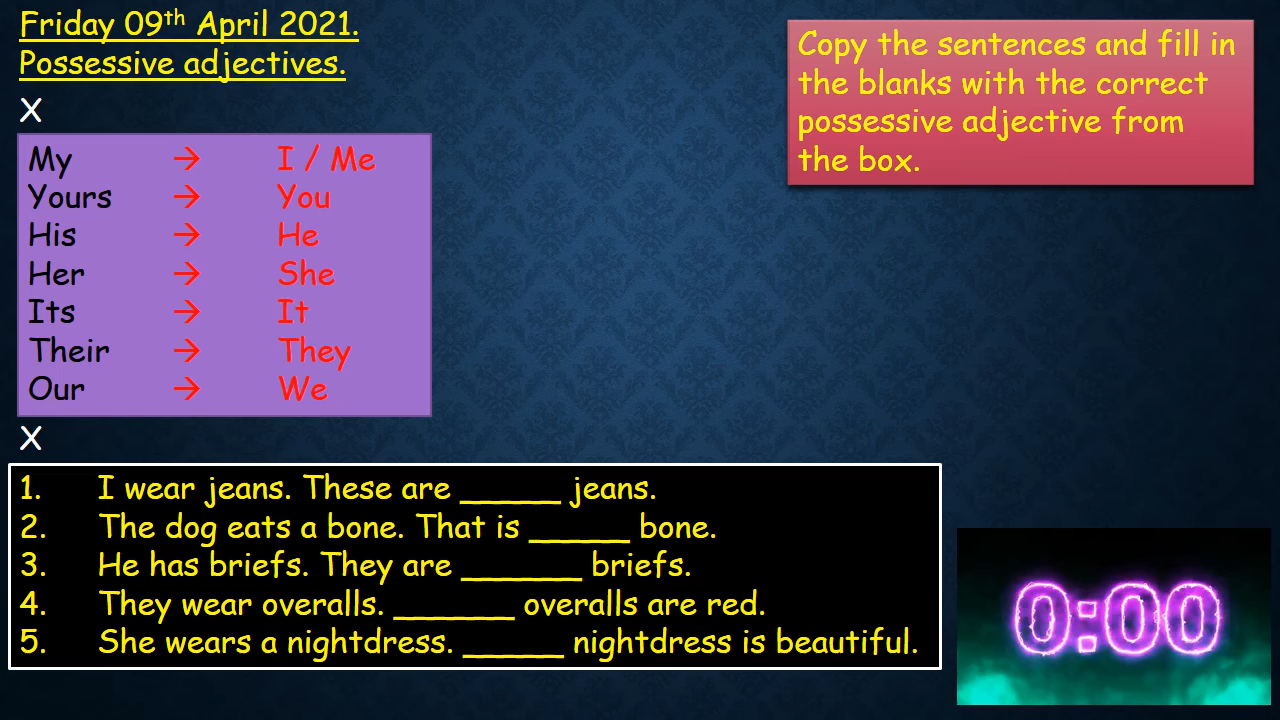 Friday 09th April 2021.
Possessive adjectives.
X
Copy the sentences and fill in
the blanks with the correct
possessive adjective from
the box.
My → I / Me
Yours → You
His → He
Her → She
Its → It
Their → They
Our → We
X
1. I wear jeans. These are _____ jeans.
2. The dog eats a bone. That is _____ bone.
3. He has briefs. They are ______ briefs.
4. They wear overalls. ______ overalls are red.
5. She wears a nightdress. _____ nightdress is beautiful.
0:00